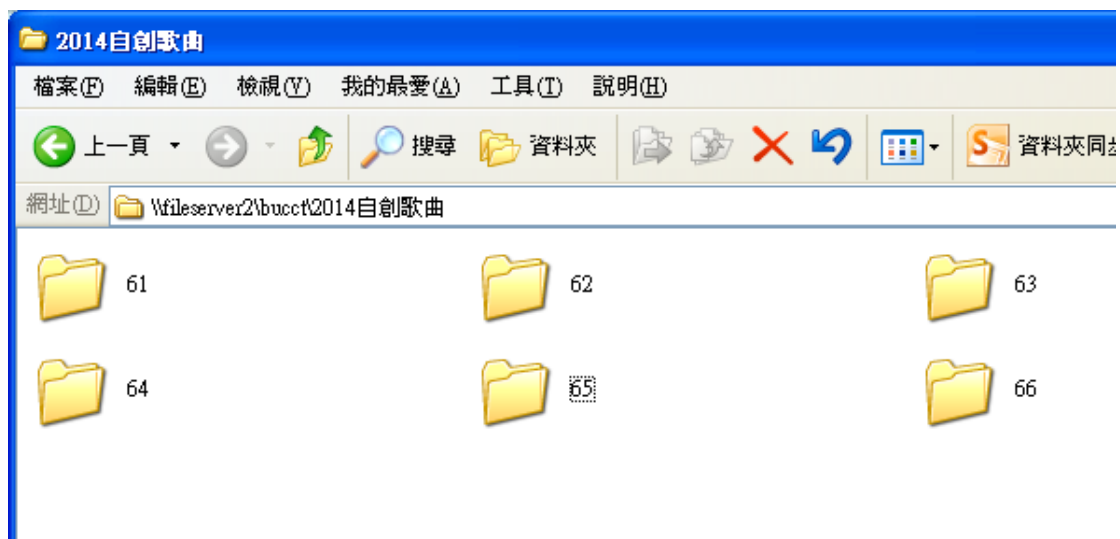 2014自創歌曲
檔案(F) 編輯(E) 檢視(V) 我的最愛(A) 工具(T) 說明(H)
上一頁 搜尋 資料夾 S 資料夾同步
網址(D) \\fileserver2\bucct\2014自創歌曲
61 62 63
64 65 66